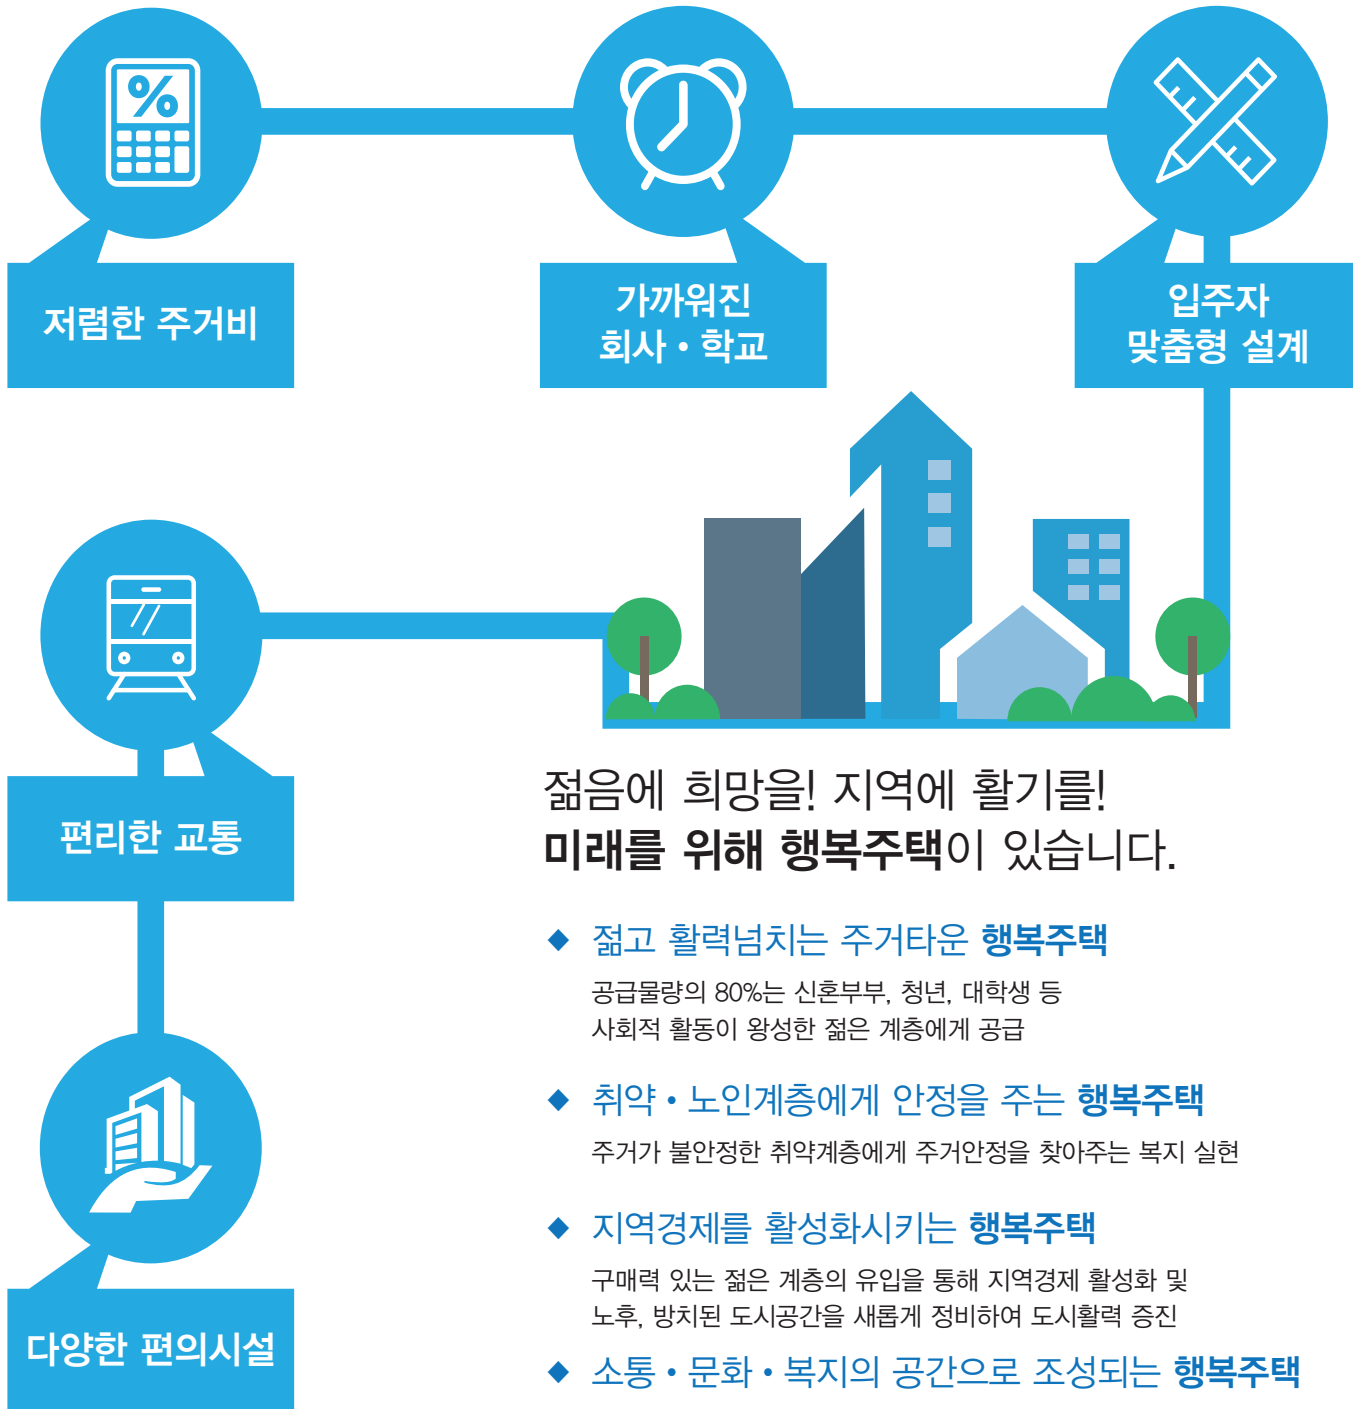 %
저렴한 주거비
가까워진
회사 • 학교
입주자
맞춤형 설계
편리한 교통
다양한 편의시설
젊음에 희망을! 지역에 활기를!
미래를 위해 행복주택이 있습니다.
◆ 젊고 활력넘치는 주거타운 행복주택
공급물량의 80%는 신혼부부, 청년, 대학생 등
사회적 활동이 왕성한 젊은 계층에게 공급
◆ 취약 • 노인계층에게 안정을 주는 행복주택
주거가 불안정한 취약계층에게 주거안정을 찾아주는 복지 실현
◆ 지역경제를 활성화시키는 행복주택
구매력 있는 젊은 계층의 유입을 통해 지역경제 활성화 및
노후, 방치된 도시공간을 새롭게 정비하여 도시활력 증진
◆ 소통 • 문화 • 복지의 공간으로 조성되는 행복주택